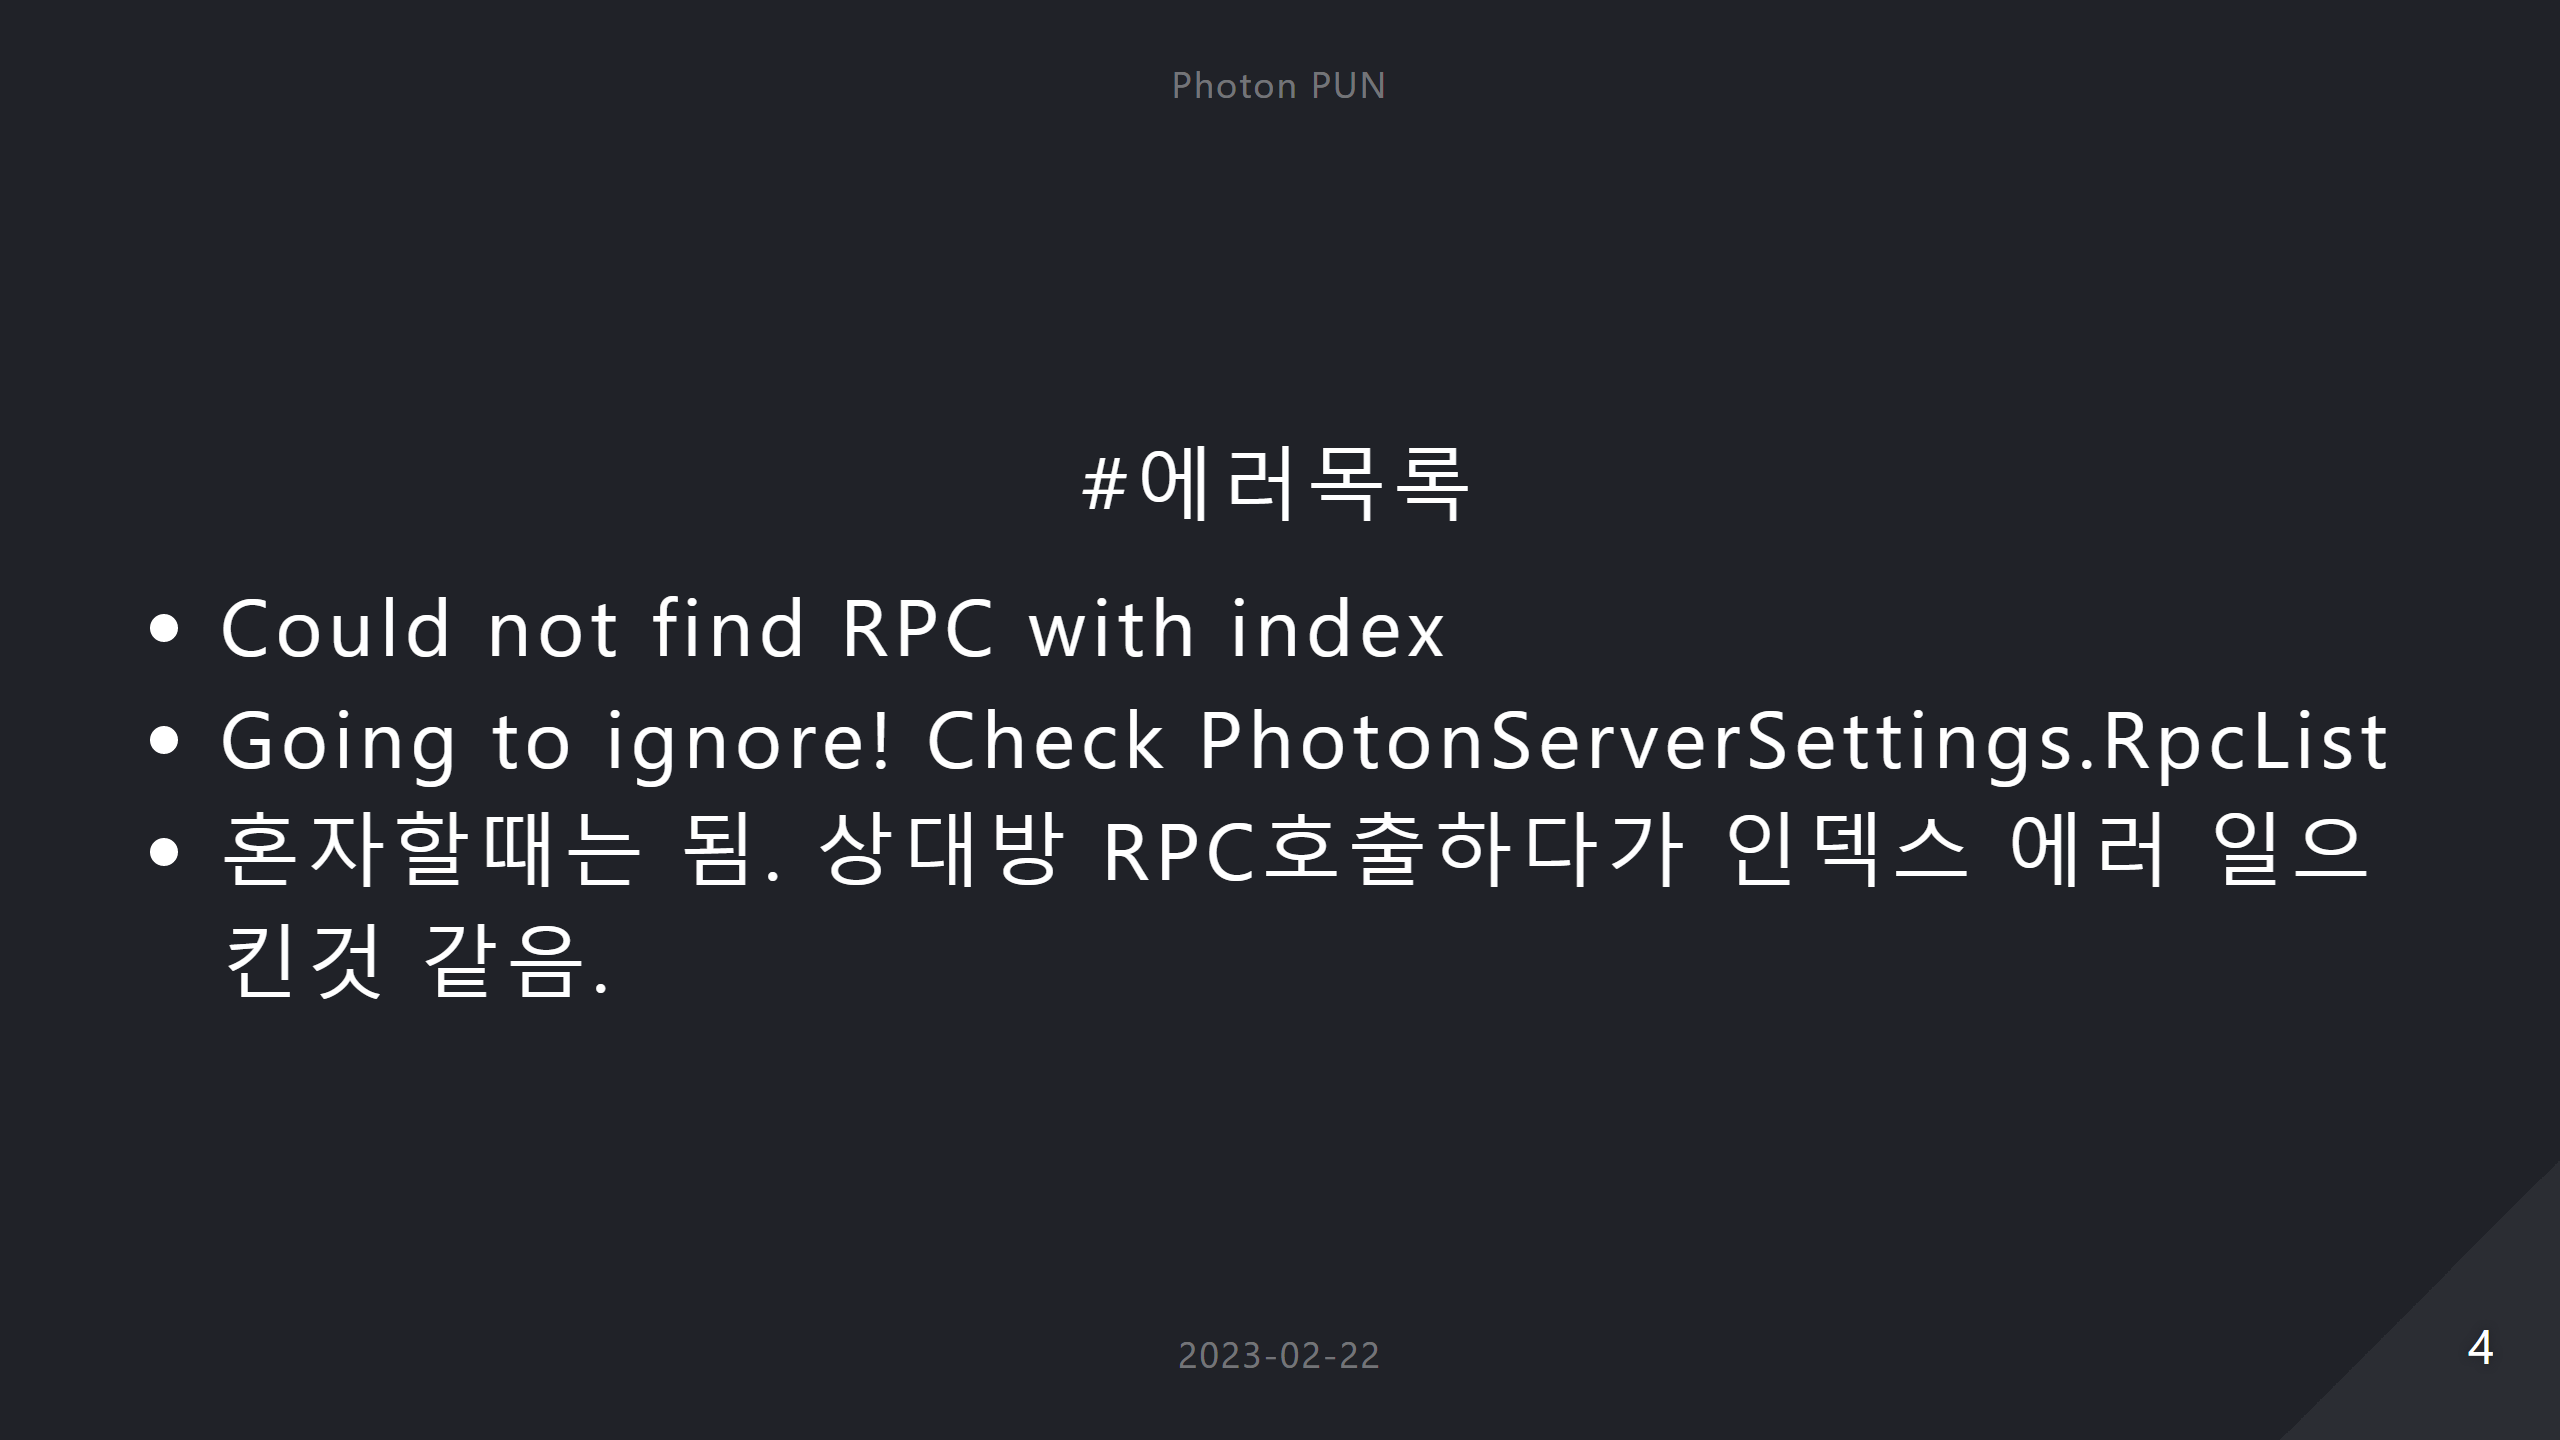 Photon PUN
#에러목록
• Could not find RPC with index
• Going to ignore! Check PhotonServerSettings.RpcList
• 혼자할때는 됨. 상대방 RPC호출하다가 인덱스 에러 일으
킨것 같음.
2023-02-22
4